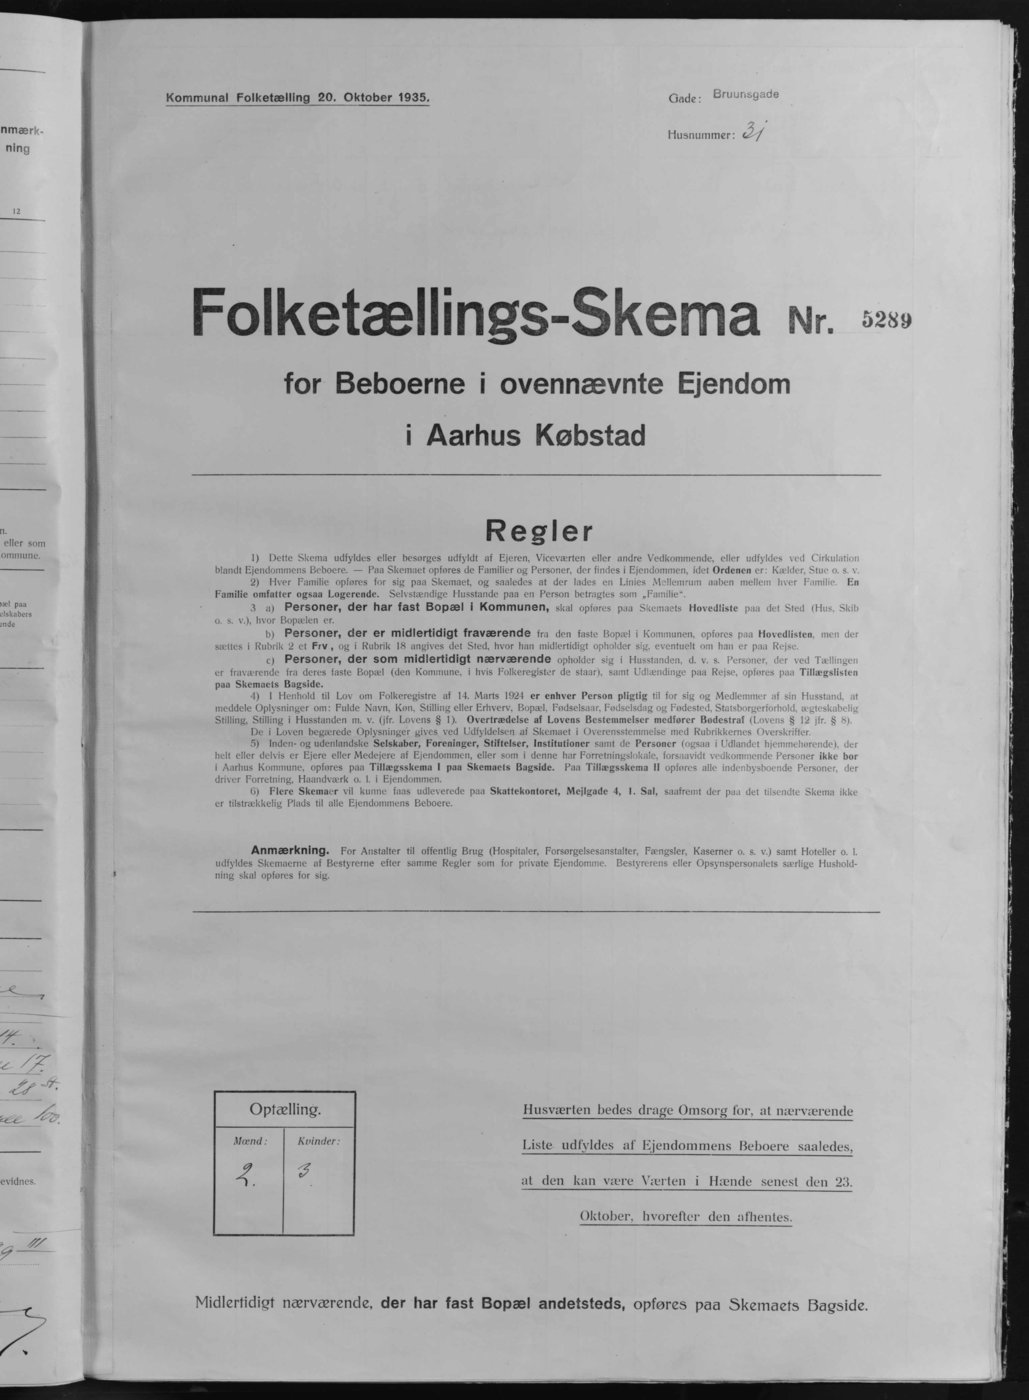 Kommunal Folketælling 20. Oktober 1935.
Gade: Bruunsgade
Husnummer: 31
nmærk-
ning
12
Folketællings-Skema Nr. 5289
for Beboerne i ovennævnte Ejendom
i Aarhus Købstad
Regler
1) Dette Skema udfyldes eller besørges udfyldt af Ejeren, Viceværten eller andre Vedkommende, eller udfyldes ved Cirkulation
blandt Ejendommens Beboere. — Paa Skemaet opføres de Familier og Personer, der findes i Ejendommen, idet Ordenen er: Kælder, Stue o. s. v.
2) Hver Familie opføres for sig paa Skemaet, og saaledes at der lades en Linies Mellemrum aaben mellem hver Familie. En
Familie omfatter ogsaa Logerende. Selvstændige Husstande paa en Person betragtes som „Familie“.
3 a) Personer, der har fast Bopæl i Kommunen, skal opføres paa Skemaets Hovedliste paa det Sted (Hus, Skib
o. s. v.), hvor Bopælen er.
b) Personer, der er midlertidigt fraværende fra den faste Bopæl i Kommunen, opføres paa Hovedlisten, men der
sættes i Rubrik 2 et Frv., og i Rubrik 18 angives det Sted, hvor han midlertidigt opholder sig, eventuelt om han er paa Rejse.
c) Personer, der som midlertidigt nærværende opholder sig i Husstanden, d. v. s. Personer, der ved Tællingen
er fraværende fra deres faste Bopæl (den Kommune, i hvis Folkeregister de staar), samt Udlændinge paa Rejse, opføres paa Tillægslisten
paa Skemaets Bagside.
4) I Henhold til Lov om Folkeregistre af 14. Marts 1924 er enhver Person pligtig til for sig og Medlemmer af sin Husstand, at
meddele Oplysninger om: Fulde Navn, Køn, Stilling eller Erhverv, Bopæl, Fødselsaar, Fødselsdag og Fødested, Statsborgerforhold, ægteskabelig
Stilling, Stilling i Husstanden m. v. (jfr. Lovens § 1). Overtrædelse af Lovens Bestemmelser medfører Bødestraf (Lovens § 12 jfr. § 8).
De i Loven begærede Oplysninger gives ved Udfyldelsen af Skemaet i Overensstemmelse med Rubrikkernes Overskrifter.
5) Inden- og udenlandske Selskaber, Foreninger, Stiftelser, Institutioner samt de Personer (ogsaa i Udlandet hjemmehørende), der
helt eller delvis er Ejere eller Medejere af Ejendommen, eller som i denne har Forretningslokale, forsnavidt vedkommende Personer ikke bor
i Aarhus Kommune, opføres paa Tillægsskema I paa Skemaets Bagside. Paa Tillægsskema II opføres alle indenbysboende Personer, der
driver Forretning, Haandværk o. l. i Ejendommen.
6) Flere Skemaer vil kunne faas udleverede paa Skattekontoret, Mejlgade 4, 1. Sal, saafremt der paa det tilsendte Skema ikke
er tilstrækkelig Plads til alle Ejendommens Beboere.
Anmærkning. For Anstalter til offentlig Brug (Hospitaler, Forsørgelsesanstalter, Fængsler, Kaserner o. s. v.) samt Hoteller o. l.
udfyldes Skemaerne af Bestyrerne efter samme Regler som for private Ejendomme. Bestyrerens eller Opsynspersonalets særlige Hushold-
ning skal opføres for sig.
n.
eller som
ommune.
pæl paa
elskabers
ende
14.
17.
28 St.
100.
evidnes.
III
Optælling.
Mænd: Kvinder:
2. 3
Husværten bedes drage Omsorg for, at nærværende
Liste udfyldes af Ejendommens Beboere saaledes,
at den kan være Værten i Hænde senest den 23.
Oktober, hvorefter den afhentes.
Midlertidigt nærværende, der har fast Bopæl andetsteds, opføres paa Skemaets Bagside.